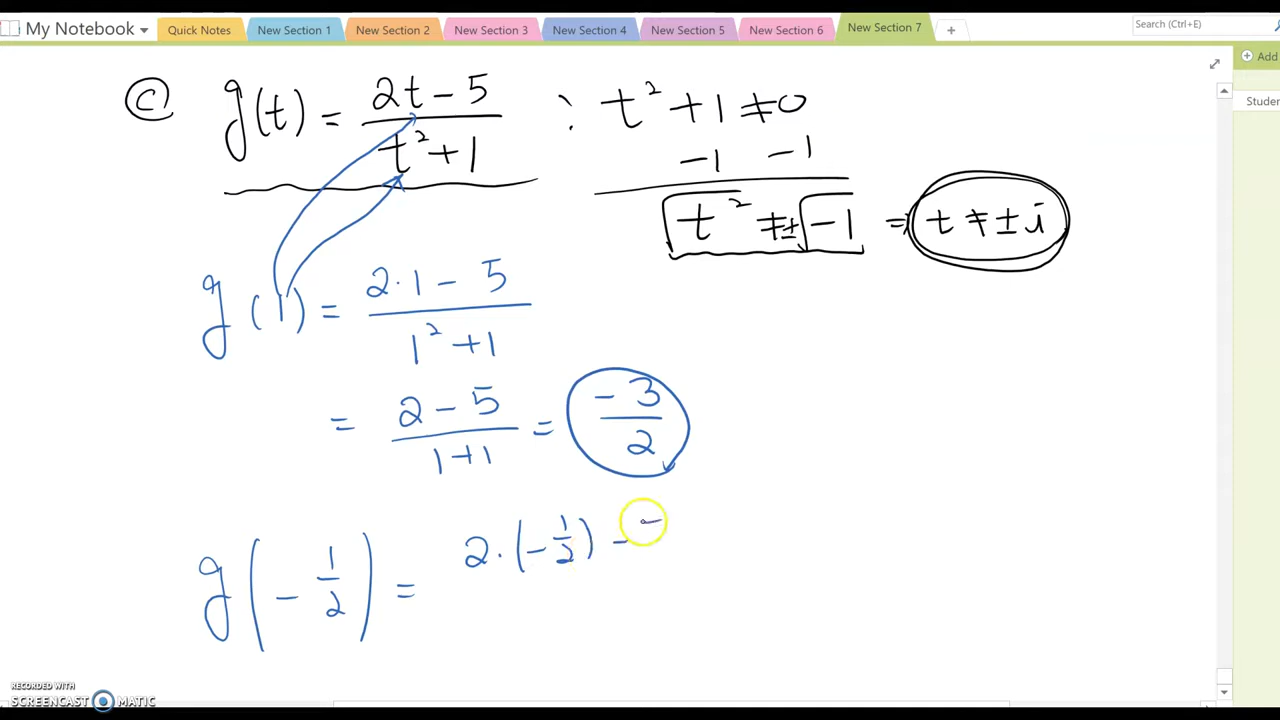 My Notebook
Quick Notes
New Section 1
New Section 2
New Section 3
New Section 4
New Section 5
New Section 6
New Section 7
+
Search (Ctrl+E)
Add
Studen
(c) g(t) = (2t - 5)/(t² + 1) : t² + 1 ≠ 0
-1 -1
√t² ≠ ±√-1 ⇒ t ≠ ±i
g(1) = (2·1 - 5)/(1² + 1)
= (2 - 5)/(1+1) = -3/2
g(-1/2) = 2·(-1/2) -
RECORDED WITH
SCREENCAST MATIC